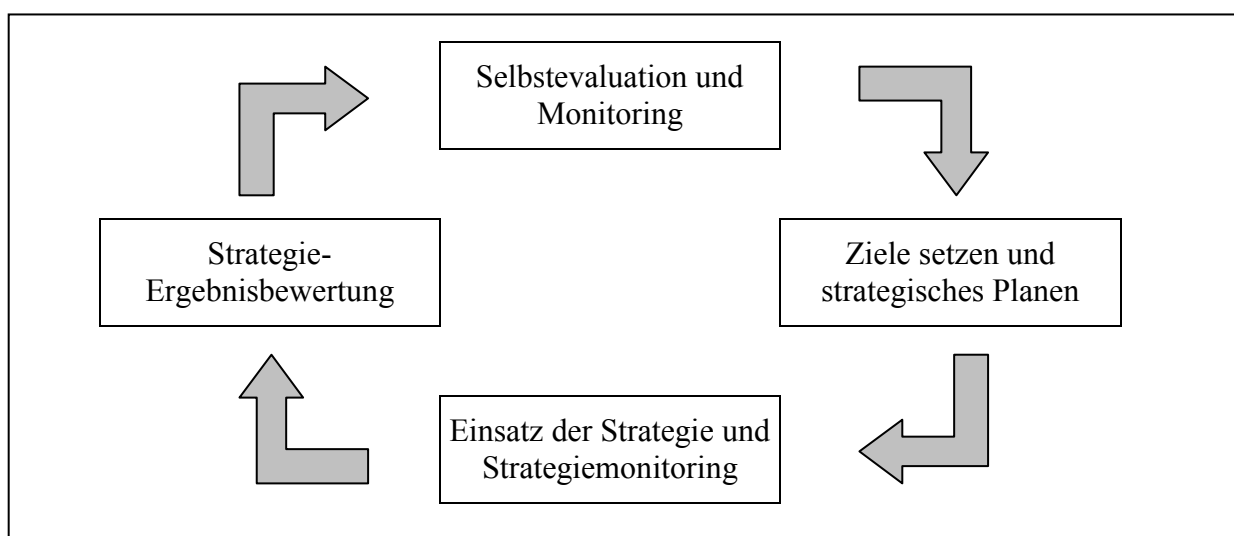 Selbstevaluation und
Monitoring
Strategie-
Ergebnisbewertung
Ziele setzen und
strategisches Planen
Einsatz der Strategie und
Strategiemonitoring